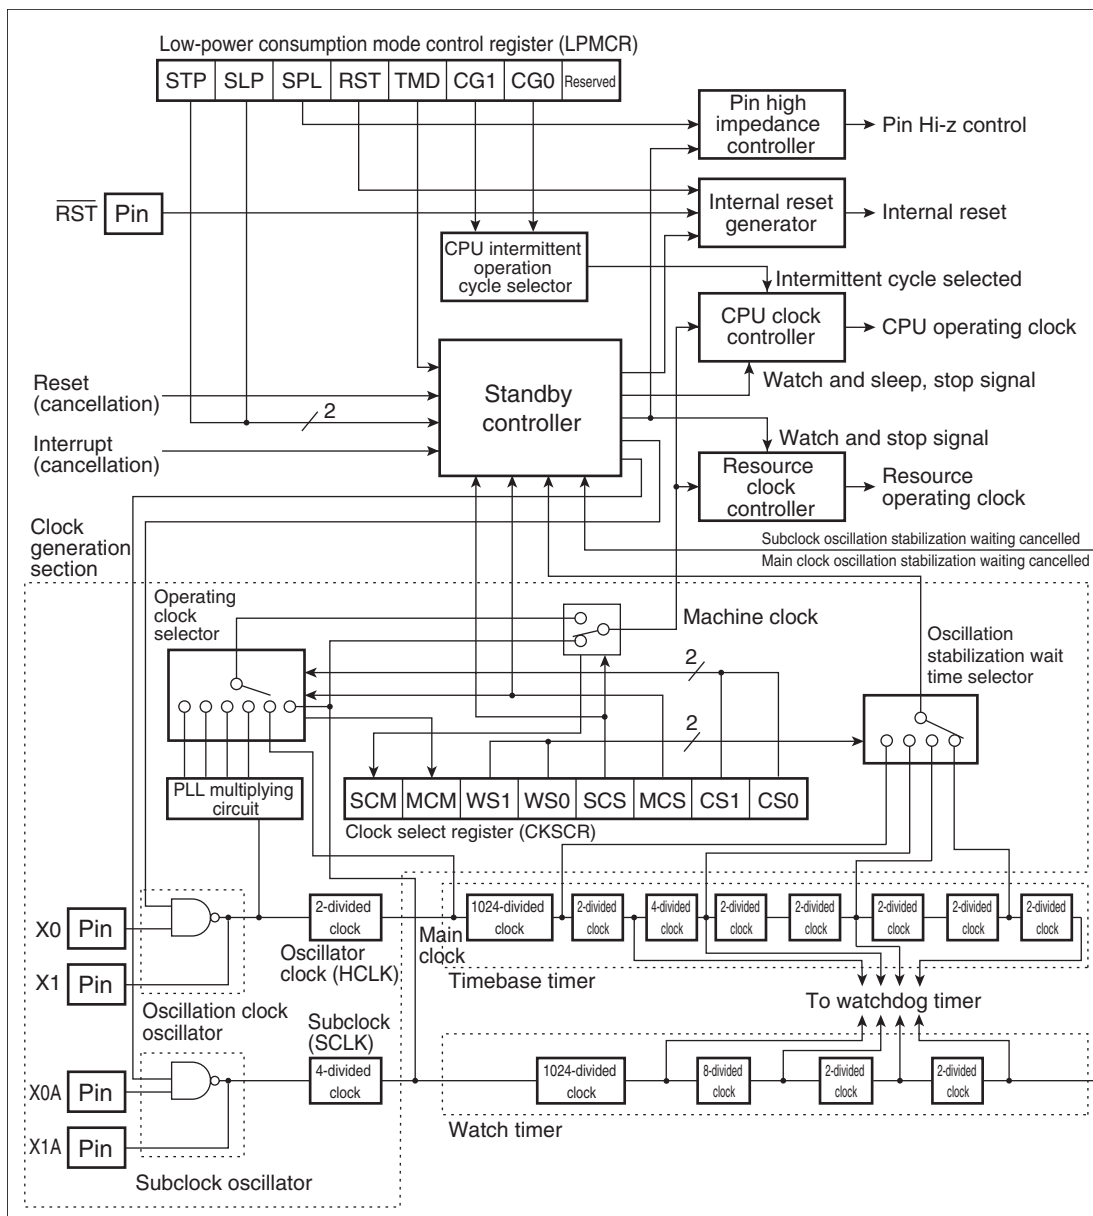 Low-power consumption mode control register (LPMCR)
STP SLP SPL RST TMD CG1 CG0 Reserved
Pin high
impedance
controller
Pin Hi-z control
RST Pin
Internal reset
generator
Internal reset
CPU intermittent
operation
cycle selector
Intermittent cycle selected
CPU clock
controller
CPU operating clock
Standby
controller
Reset
(cancellation)
Watch and sleep, stop signal
2
Interrupt
(cancellation)
Watch and stop signal
Resource
clock
controller
Resource
operating clock
Clock
generation
section
Subclock oscillation stabilization waiting cancelled
Main clock oscillation stabilization waiting cancelled
Operating
clock
selector
Machine clock
Oscillation
stabilization wait
time selector
2
2
PLL multiplying
circuit
SCM MCM WS1 WS0 SCS MCS CS1 CS0
Clock select register (CKSCR)
X0 Pin
2-divided
clock
1024-divided
clock
2-divided
clock
4-divided
clock
2-divided
clock
2-divided
clock
2-divided
clock
2-divided
clock
2-divided
clock
Oscillator
clock (HCLK)
Main
clock
Timebase timer
X1 Pin
Oscillation clock
oscillator
To watchdog timer
Subclock
(SCLK)
X0A Pin
4-divided
clock
1024-divided
clock
8-divided
clock
2-divided
clock
2-divided
clock
X1A Pin
Watch timer
Subclock oscillator